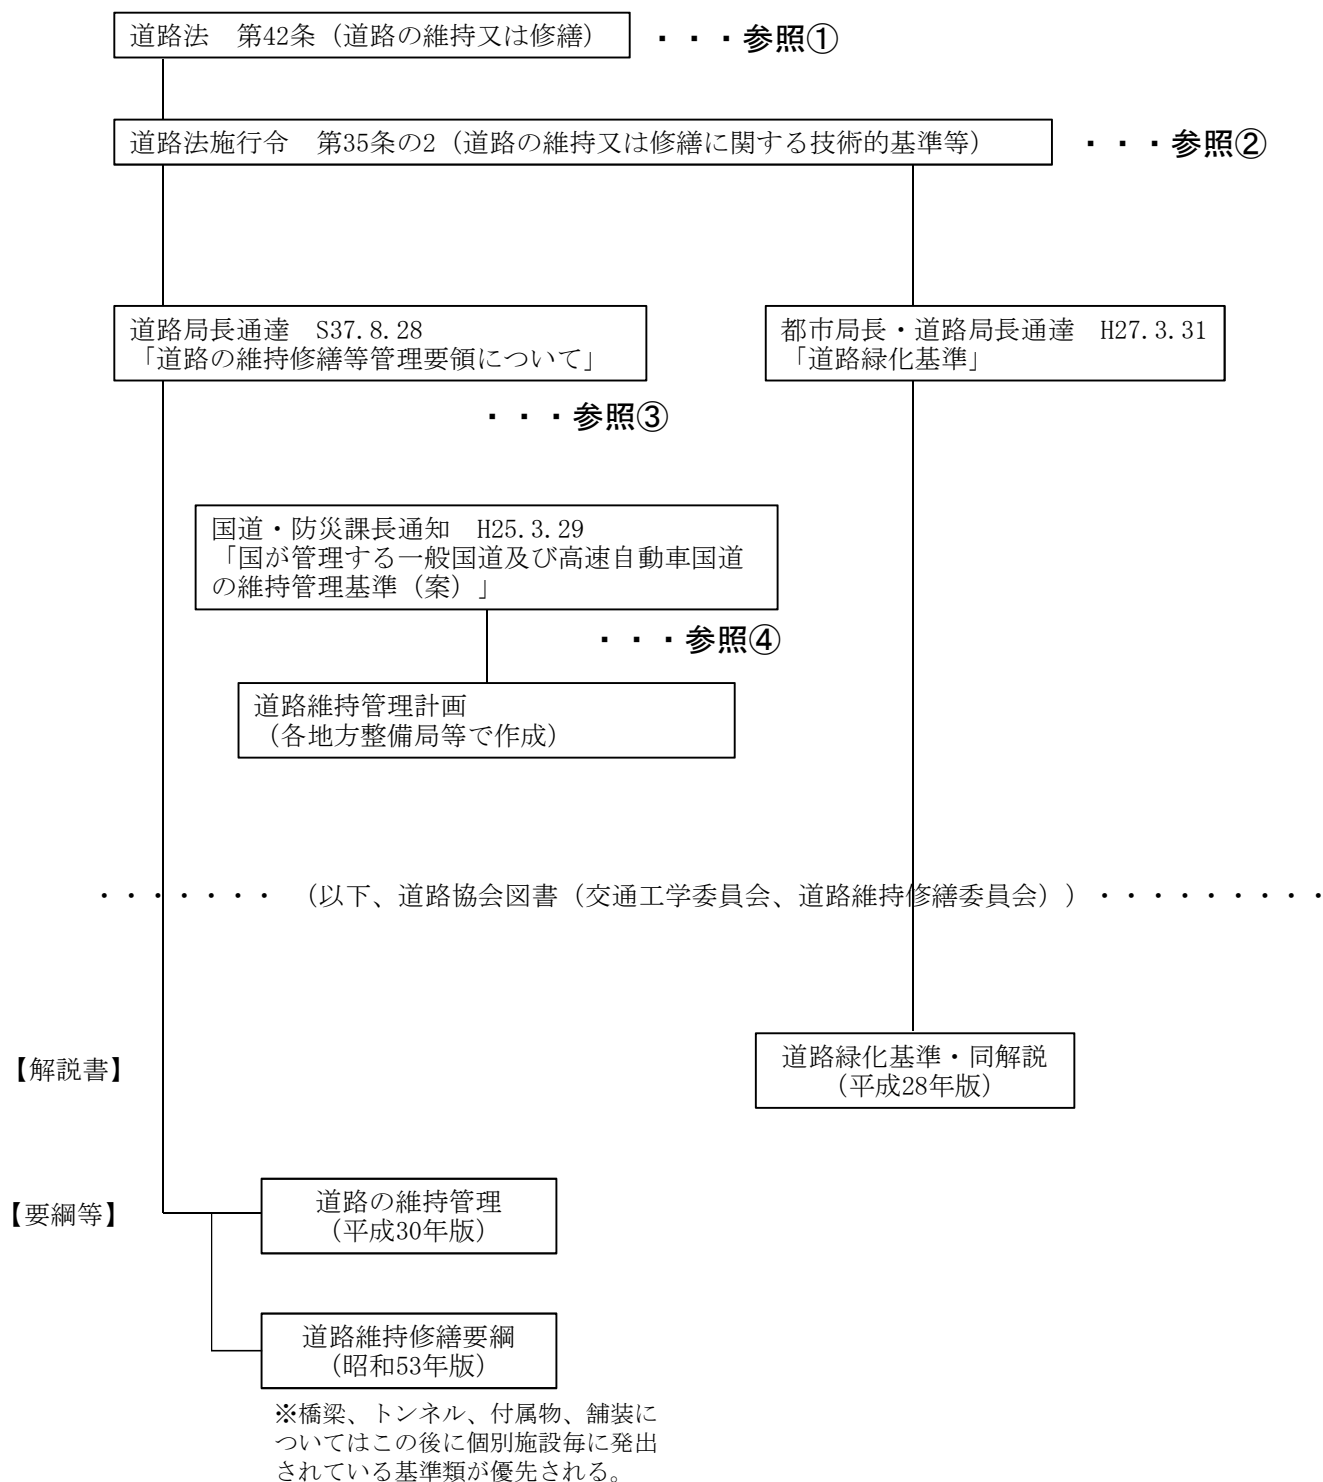 道路法　第42条（道路の維持又は修繕）　・・・参照①
道路法施行令　第35条の2（道路の維持又は修繕に関する技術的基準等）　・・・参照②
道路局長通達　S37.8.28
「道路の維持修繕等管理要領について」
・・・参照③
都市局長・道路局長通達　H27.3.31
「道路緑化基準」
国道・防災課長通知　H25.3.29
「国が管理する一般国道及び高速自動車国道
の維持管理基準（案）」
・・・参照④
道路維持管理計画
（各地方整備局等で作成）
・・・・・・・　（以下、道路協会図書（交通工学委員会、道路維持修繕委員会））・・・・・・・・・
【解説書】
道路緑化基準・同解説
（平成28年版）
【要綱等】
道路の維持管理
（平成30年版）
道路維持修繕要綱
（昭和53年版）
※橋梁、トンネル、付属物、舗装に
ついてはこの後に個別施設毎に発出
されている基準類が優先される。